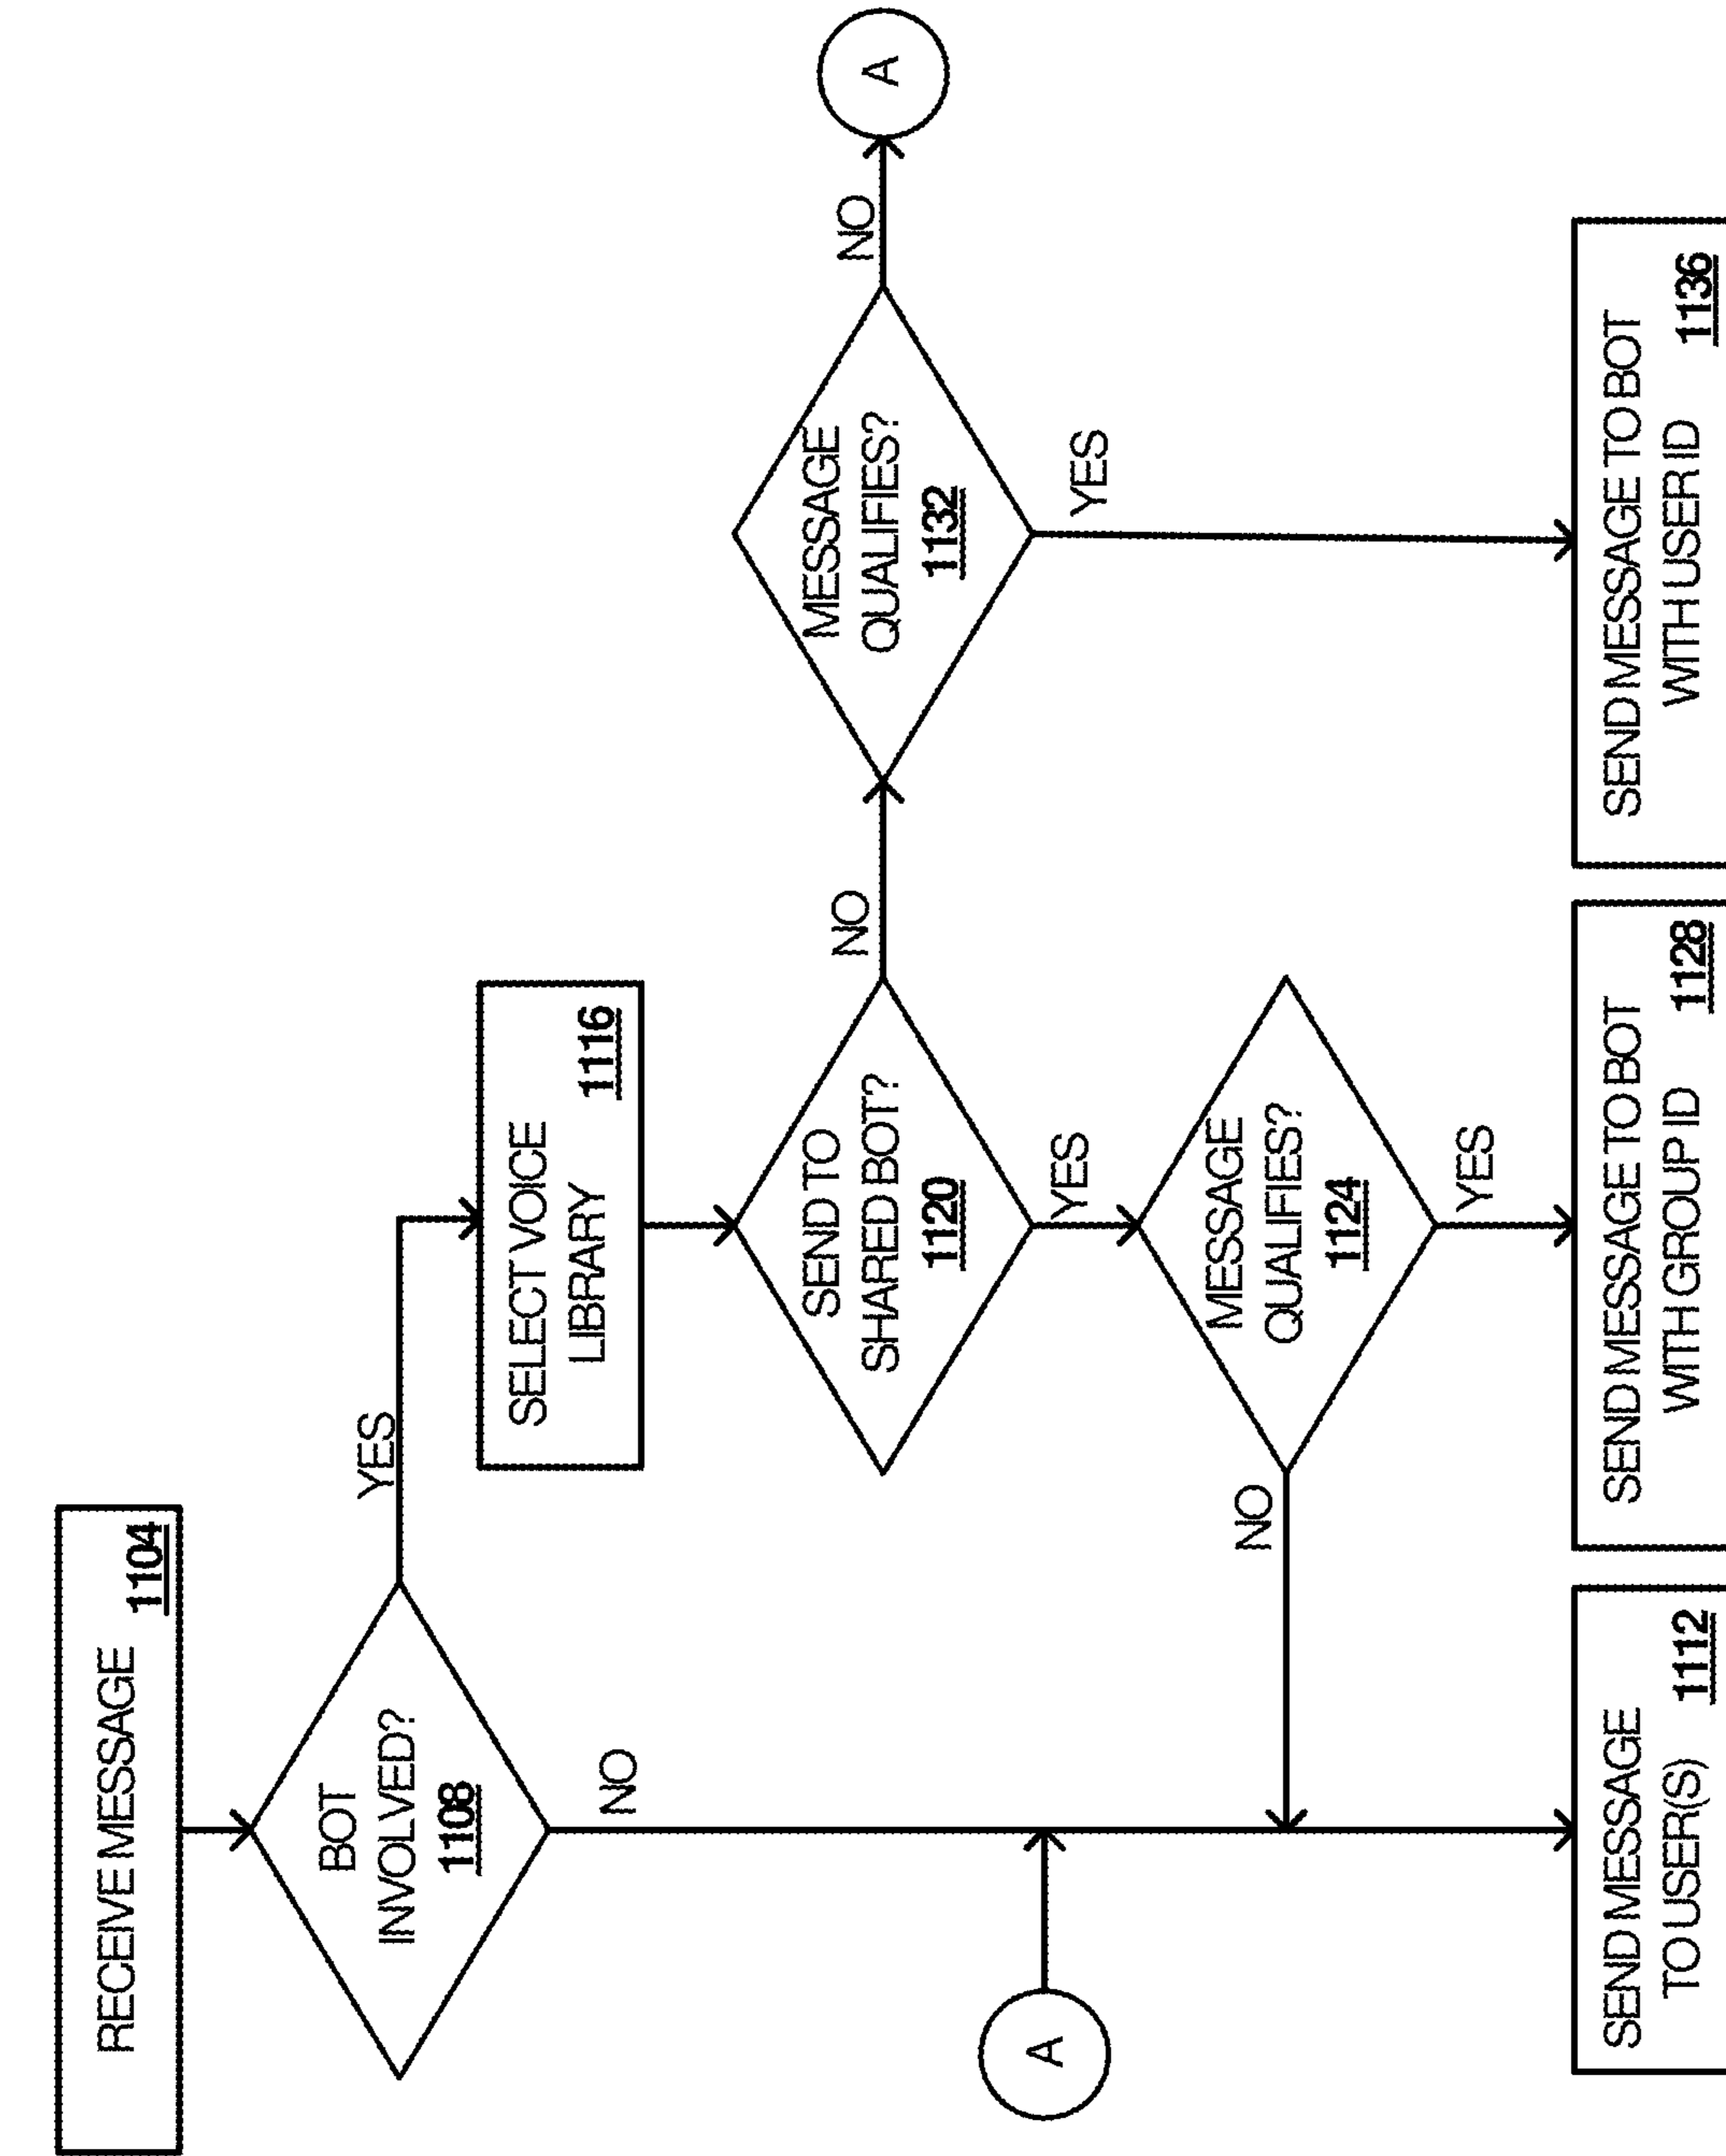 RECEIVE MESSAGE
1104
BOT
INVOLVED?
1108
YES
NO
SELECT VOICE
LIBRARY
1116
SEND TO
SHARED BOT?
1120
NO
YES
MESSAGE
QUALIFIES?
1132
NO
A
YES
MESSAGE
QUALIFIES?
1124
NO
YES
A
SEND MESSAGE
TO USER(S)
1112
SEND MESSAGE TO BOT
WITH GROUP ID
1128
SEND MESSAGE TO BOT
WITH USER ID
1136